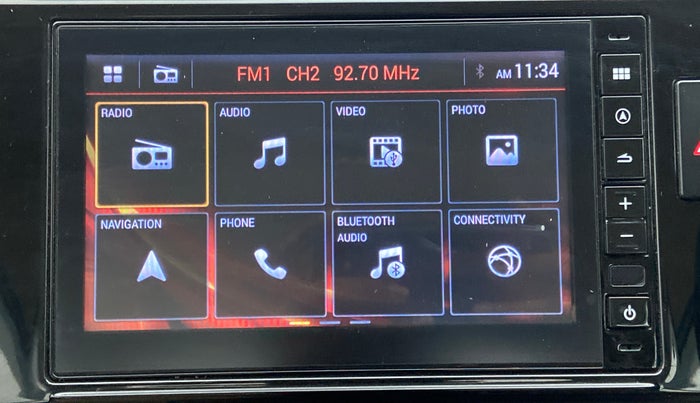 FM1 CH2 92.70 MHz AM 11:34
RADIO AUDIO VIDEO PHOTO
NAVIGATION PHONE BLUETOOTH AUDIO CONNECTIVITY